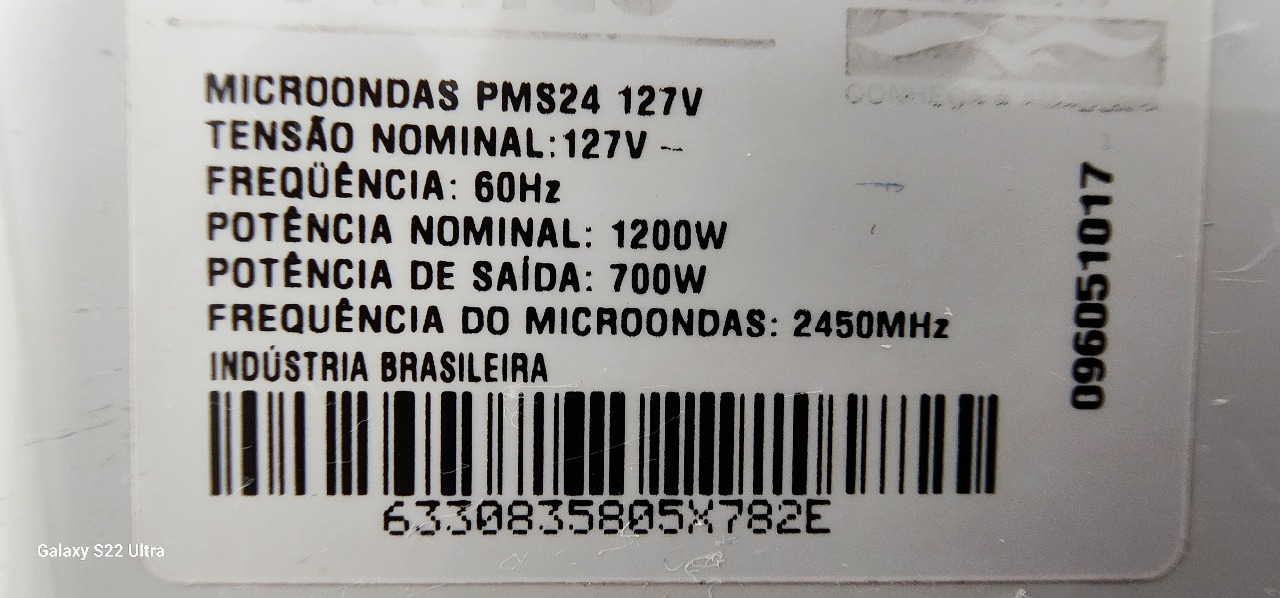 MICROONDAS PMS24 127V
TENSÃO NOMINAL:127V ~
FREQÜÊNCIA: 60Hz
POTÊNCIA NOMINAL: 1200W
POTÊNCIA DE SAÍDA: 700W
FREQUÊNCIA DO MICROONDAS: 2450MHz
INDÚSTRIA BRASILEIRA
6330835805X782E
096051017
Galaxy S22 Ultra